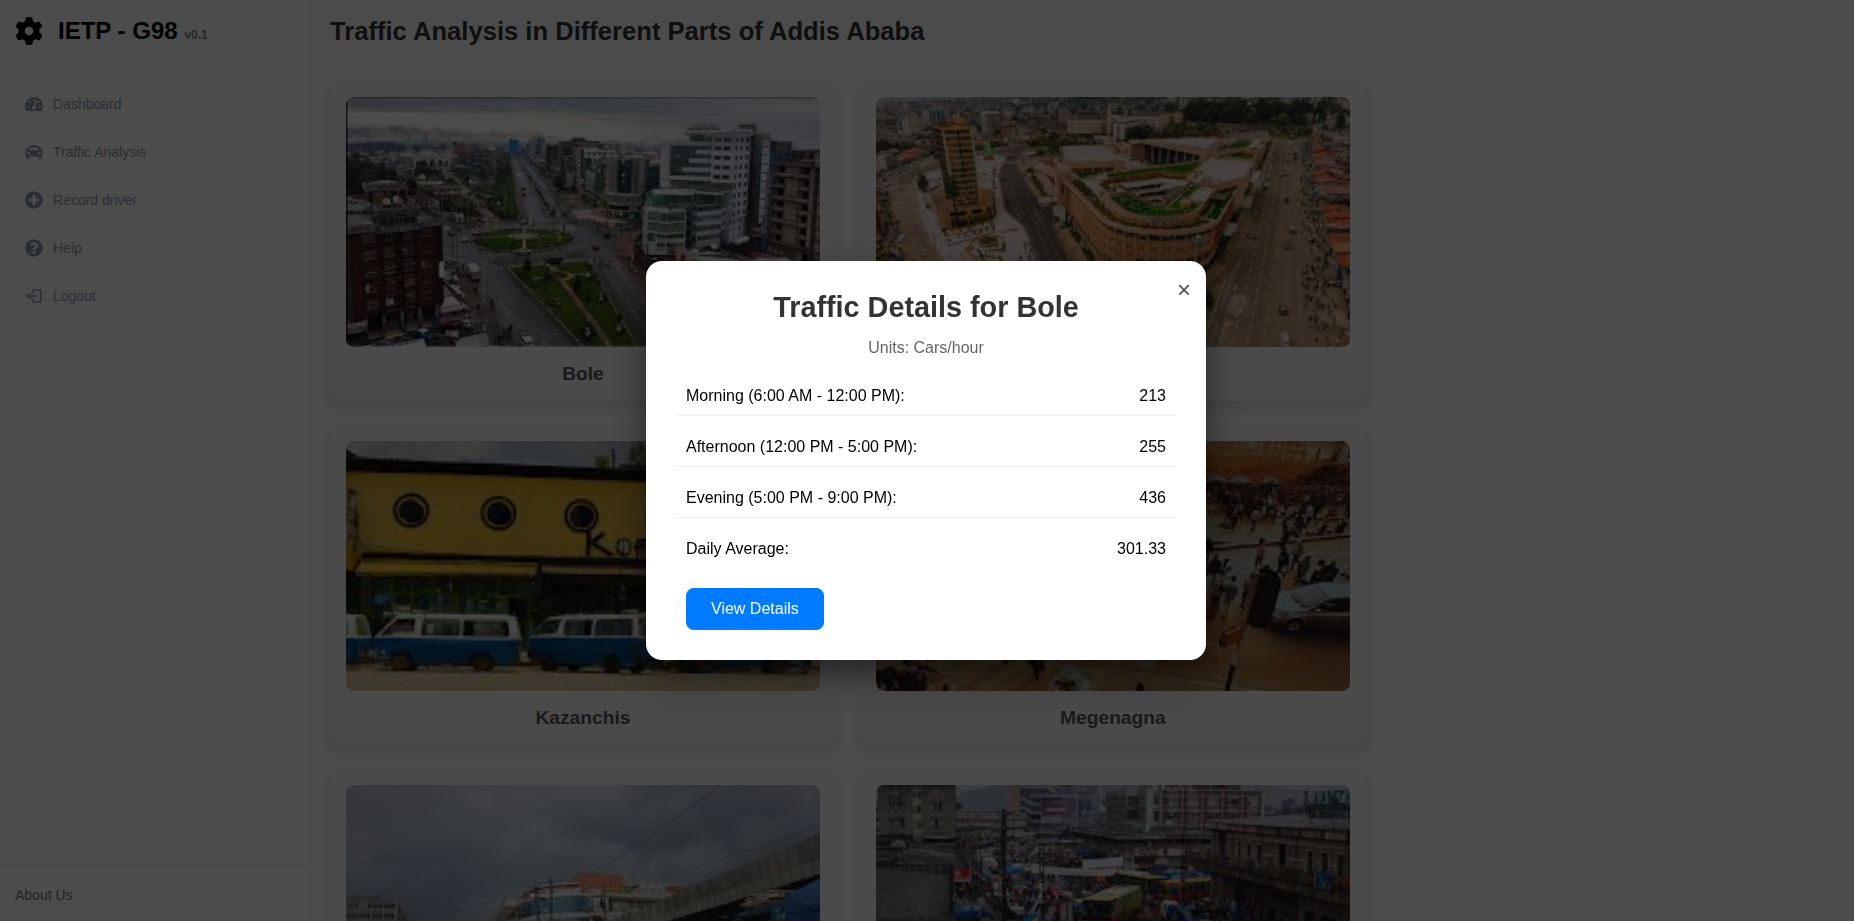 IETP - G98 v0.1
Dashboard
Traffic Analysis
Record driver
Help
Logout
About Us
Traffic Analysis in Different Parts of Addis Ababa
Bole
Kazanchis
Megenagna
×
Traffic Details for Bole
Units: Cars/hour
Morning (6:00 AM - 12:00 PM): 213
Afternoon (12:00 PM - 5:00 PM): 255
Evening (5:00 PM - 9:00 PM): 436
Daily Average: 301.33
View Details